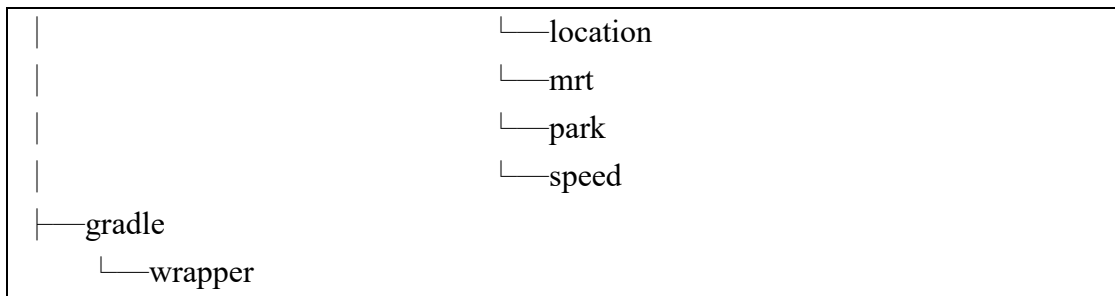 │ └──location
│ └──mrt
│ └──park
│ └──speed
├──gradle
└──wrapper